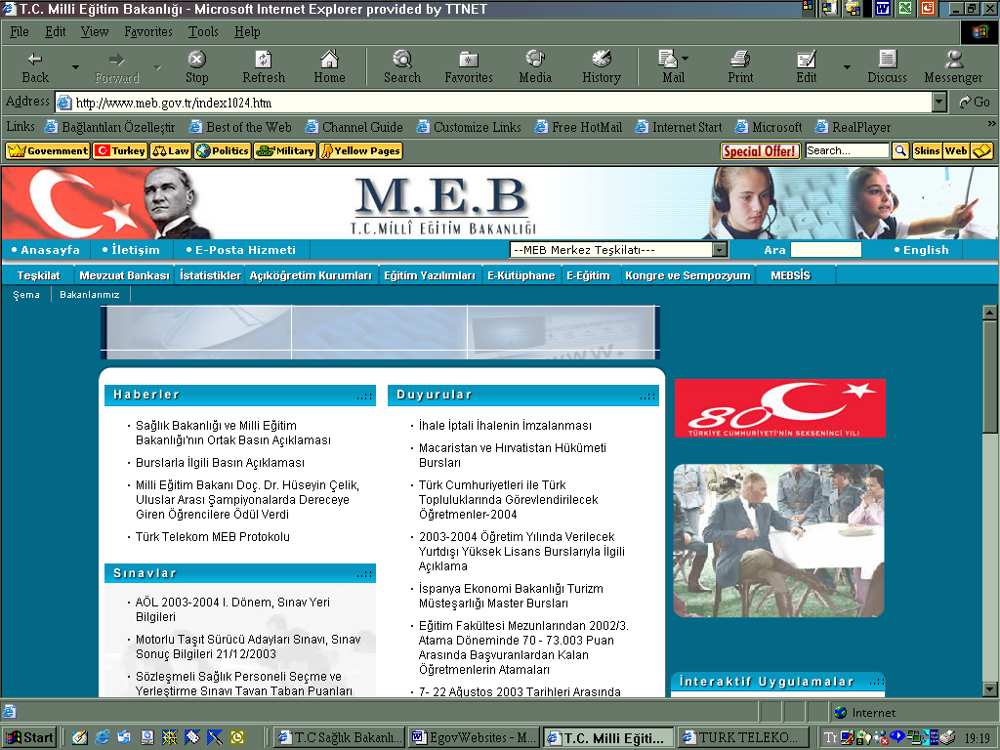 T.C. Milli Eğitim Bakanlığı - Microsoft Internet Explorer provided by TTNET
File Edit View Favorites Tools Help
Back Forward Stop Refresh Home Search Favorites Media History Mail Print Edit Discuss Messenger
Address http://www.meb.gov.tr/index1024.htm Go
Links Bağlantıları Özelleştir Best of the Web Channel Guide Customize Links Free HotMail Internet Start Microsoft RealPlayer »
Government Turkey Law Politics Military Yellow Pages Special Offer! Search... Skins Web
M.E.B
T.C.MİLLÎ EĞİTİM BAKANLIĞI
• Anasayfa • İletişim • E-Posta Hizmeti --MEB Merkez Teşkilatı--- Ara • English
Teşkilat Mevzuat Bankası İstatistikler Açıköğretim Kurumları Eğitim Yazılımları E-Kütüphane E-Eğitim Kongre ve Sempozyum MEBSİS
Şema Bakanlarımız
www.
Haberler
· Sağlık Bakanlığı ve Milli Eğitim
Bakanlığı'nın Ortak Basın Açıklaması
· Burslarla İlgili Basın Açıklaması
· Milli Eğitim Bakanı Doç. Dr. Hüseyin Çelik,
Uluslar Arası Şampiyonalarda Dereceye
Giren Öğrencilere Ödül Verdi
· Türk Telekom MEB Protokolu
Sınavlar
· AÖL 2003-2004 I. Dönem, Sınav Yeri
Bilgileri
· Motorlu Taşıt Sürücü Adayları Sınavı, Sınav
Sonuç Bilgileri 21/12/2003
· Sözleşmeli Sağlık Personeli Seçme ve
Yerleştirme Sınavı Tavan Taban Puanları
Duyurular
· İhale İptali İhalenin İmzalanması
· Macaristan ve Hırvatistan Hükümeti
Bursları
· Türk Cumhuriyetleri ile Türk
Topluluklarında Görevlendirilecek
Öğretmenler-2004
· 2003-2004 Öğretim Yılında Verilecek
Yurtdışı Yüksek Lisans Burslarıyla İlgili
Açıklama
· İspanya Ekonomi Bakanlığı Turizm
Müsteşarlığı Master Bursları
· Eğitim Fakültesi Mezunlarından 2002/3.
Atama Döneminde 70 - 73.003 Puan
Arasında Başvuranlardan Kalan
Öğretmenlerin Atamaları
· 7- 22 Ağustos 2003 Tarihleri Arasında
80
TÜRKİYE CUMHURİYETİ'NİN SEKSENİNCİ YILI
İnteraktif Uygulamalar
Internet
Start T.C Sağlık Bakanlı... EgovWebsites - M... T.C. Milli Eğiti... TURK TELEKO... Tr 19:19